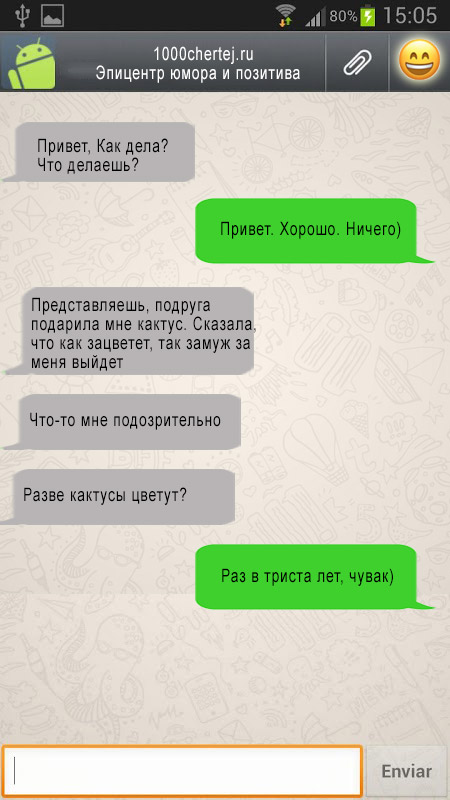 80% 15:05
1000chertej.ru
Эпицентр юмора и позитива
Привет, Как дела?
Что делаешь?
Привет. Хорошо. Ничего)
Представляешь, подруга
подарила мне кактус. Сказала,
что как зацветет, так замуж за
меня выйдет
Что-то мне подозрительно
Разве кактусы цветут?
Раз в триста лет, чувак)
Enviar